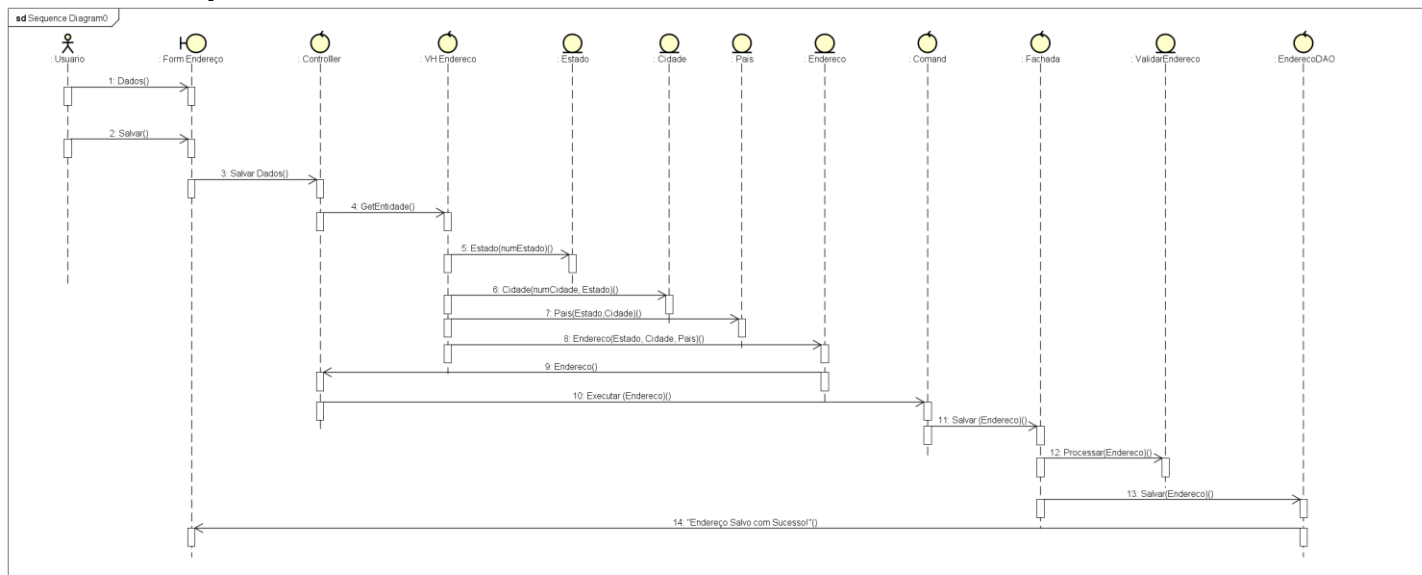 sd Sequence Diagram0
: Usuario
: Form Endereço
: Controlller
: VH Endereco
: Estado
: Cidade
: Pais
: Endereco
: Comand
: Fachada
: ValidarEndereco
: EnderecoDAO
1: Dados()
2: Salvar()
3: Salvar Dados()
4: GetEntidade()
5: Estado(numEstado)()
6: Cidade(numCidade, Estado)()
7: Pais(Estado,Cidade)()
8: Endereco(Estado, Cidade, Pais)()
9: Endereco()
10: Executar (Endereco)()
11: Salvar (Endereco)()
12: Processar(Endereco)()
13: Salvar(Endereco)()
14: "Endereço Salvo com Sucesso!"()